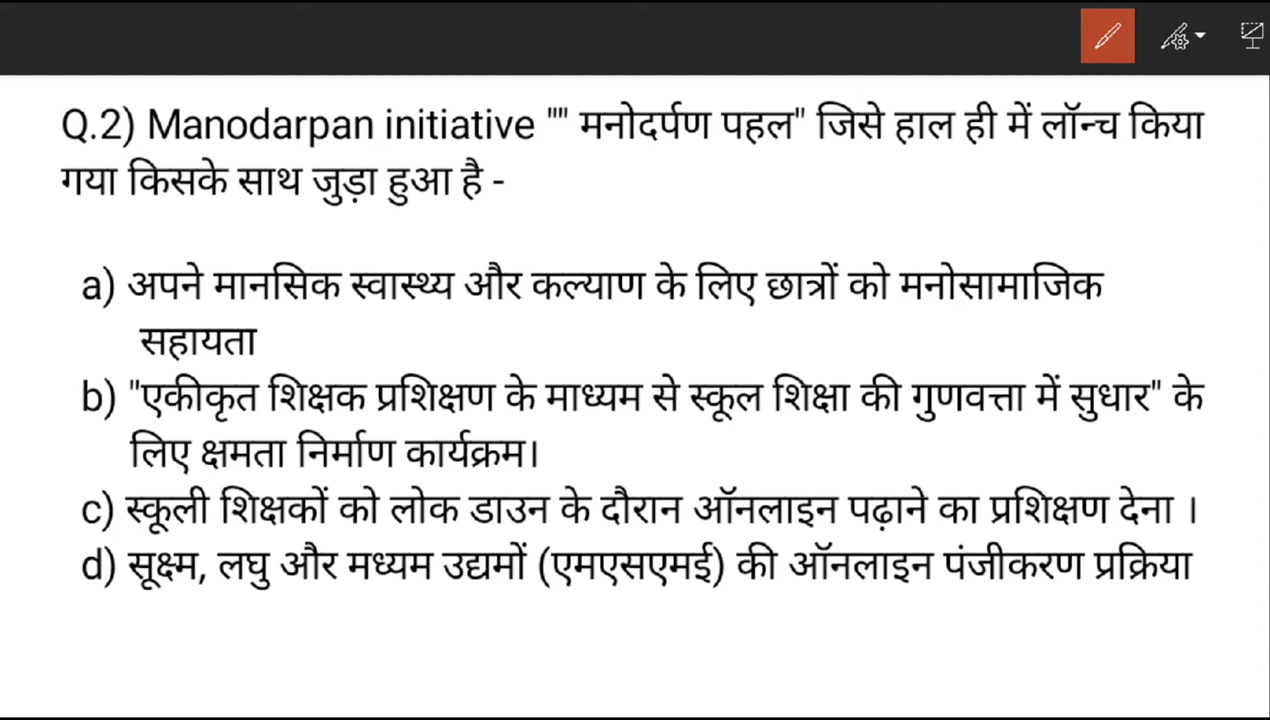 Q.2) Manodarpan initiative "" मनोदर्पण पहल" जिसे हाल ही में लॉन्च किया
गया किसके साथ जुड़ा हुआ है -
a) अपने मानसिक स्वास्थ्य और कल्याण के लिए छात्रों को मनोसामाजिक
सहायता
b) "एकीकृत शिक्षक प्रशिक्षण के माध्यम से स्कूल शिक्षा की गुणवत्ता में सुधार" के
लिए क्षमता निर्माण कार्यक्रम।
c) स्कूली शिक्षकों को लोक डाउन के दौरान ऑनलाइन पढ़ाने का प्रशिक्षण देना ।
d) सूक्ष्म, लघु और मध्यम उद्यमों (एमएसएमई) की ऑनलाइन पंजीकरण प्रक्रिया